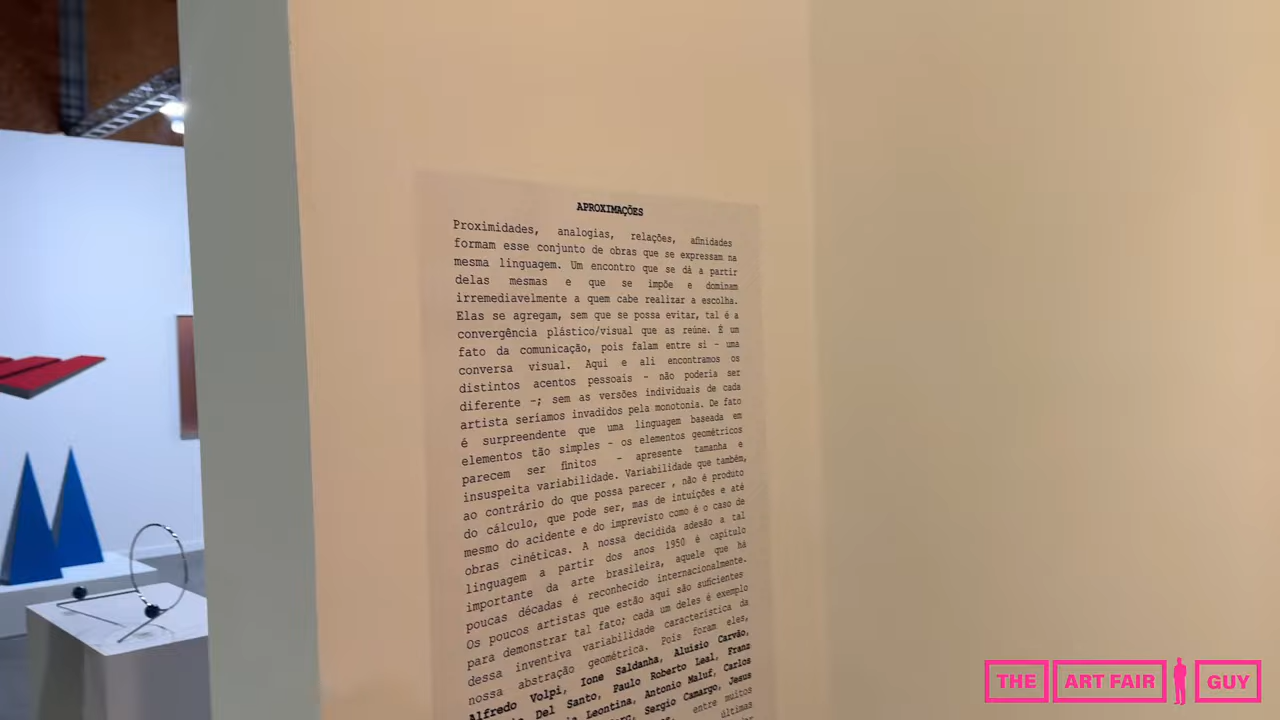 APROXIMAÇÕES
Proximidades, analogias, relações, afinidades
formam esse conjunto de obras que se expressam na
mesma linguagem. Um encontro que se dá a partir
delas mesmas e que se impõe e dominam
irremediavelmente a quem cabe realizar a escolha.
Elas se agregam, sem que se possa evitar, tal é a
convergência plástico/visual que as reúne. É um
fato da comunicação, pois falam entre si - uma
conversa visual. Aqui e ali encontramos os
distintos acentos pessoais - não poderia ser
diferente -; sem as versões individuais de cada
artista seríamos invadidos pela monotonia. De fato
é surpreendente que uma linguagem baseada em
elementos tão simples - os elementos geométricos
parecem ser finitos - apresente tamanha e
insuspeita variabilidade. Variabilidade que também,
ao contrário do que possa parecer , não é produto
do cálculo, que pode ser, mas de intuições e até
mesmo do acidente e do imprevisto como é o caso de
obras cinéticas. A nossa decidida adesão a tal
linguagem a partir dos anos 1950 é capítulo
importante da arte brasileira, aquele que há
poucas décadas é reconhecido internacionalmente.
Os poucos artistas que estão aqui são suficientes
para demonstrar tal fato; cada um deles é exemplo
dessa inventiva variabilidade característica da
nossa abstração geométrica. Pois foram eles,
Alfredo Volpi, Ione Saldanha, Aluisio Carvão,
Del Santo, Paulo Roberto Leal, Franz
Leontina, Antonio Maluf, Carlos
Sergio Camargo, Jesus
entre muitos
últimas
THE ART FAIR GUY